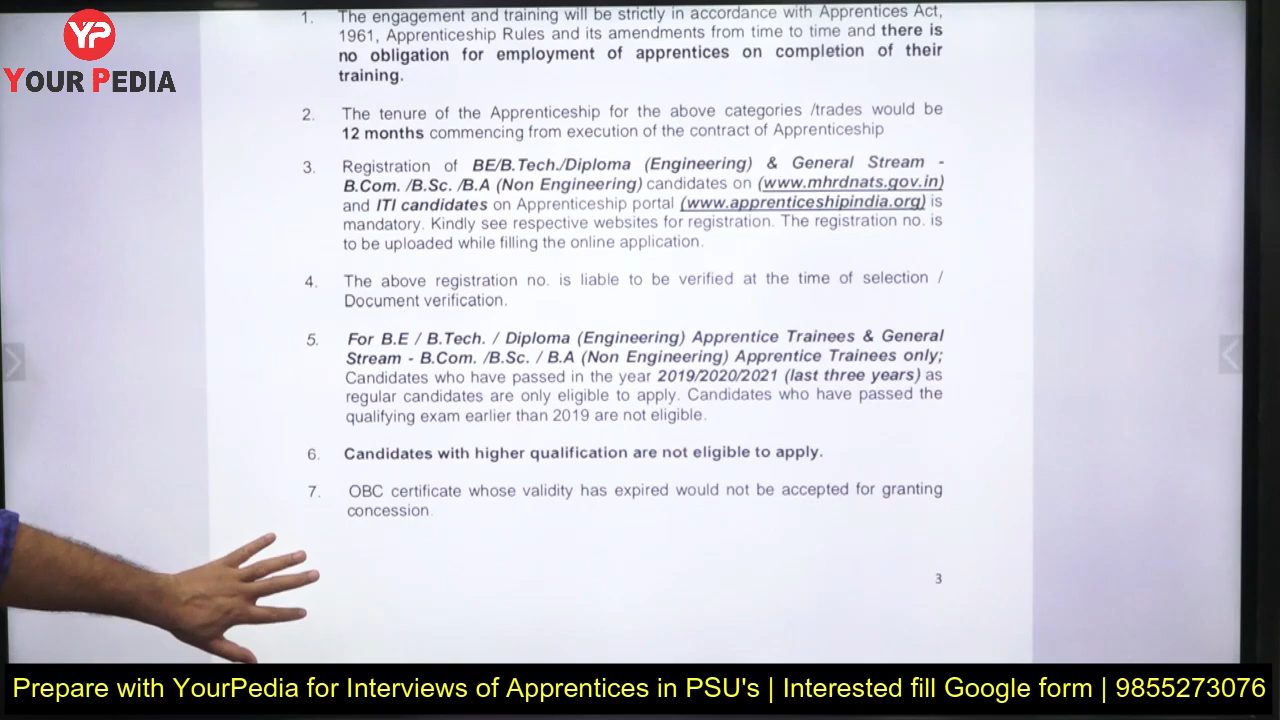 YP
YOUR PEDIA
1. The engagement and training will be strictly in accordance with Apprentices Act,
1961, Apprenticeship Rules and its amendments from time to time and there is
no obligation for employment of apprentices on completion of their
training.
2. The tenure of the Apprenticeship for the above categories /trades would be
12 months commencing from execution of the contract of Apprenticeship
3. Registration of BE/B.Tech./Diploma (Engineering) & General Stream -
B.Com. /B.Sc. /B.A (Non Engineering) candidates on (www.mhrdnats.gov.in)
and ITI candidates on Apprenticeship portal (www.apprenticeshipindia.org) is
mandatory. Kindly see respective websites for registration. The registration no. is
to be uploaded while filling the online application.
4. The above registration no. is liable to be verified at the time of selection /
Document verification.
5. For B.E / B.Tech. / Diploma (Engineering) Apprentice Trainees & General
Stream - B.Com. /B.Sc. / B.A (Non Engineering) Apprentice Trainees only;
Candidates who have passed in the year 2019/2020/2021 (last three years) as
regular candidates are only eligible to apply. Candidates who have passed the
qualifying exam earlier than 2019 are not eligible.
6. Candidates with higher qualification are not eligible to apply.
7. OBC certificate whose validity has expired would not be accepted for granting
concession.
3
Prepare with YourPedia for Interviews of Apprentices in PSU's | Interested fill Google form | 9855273076